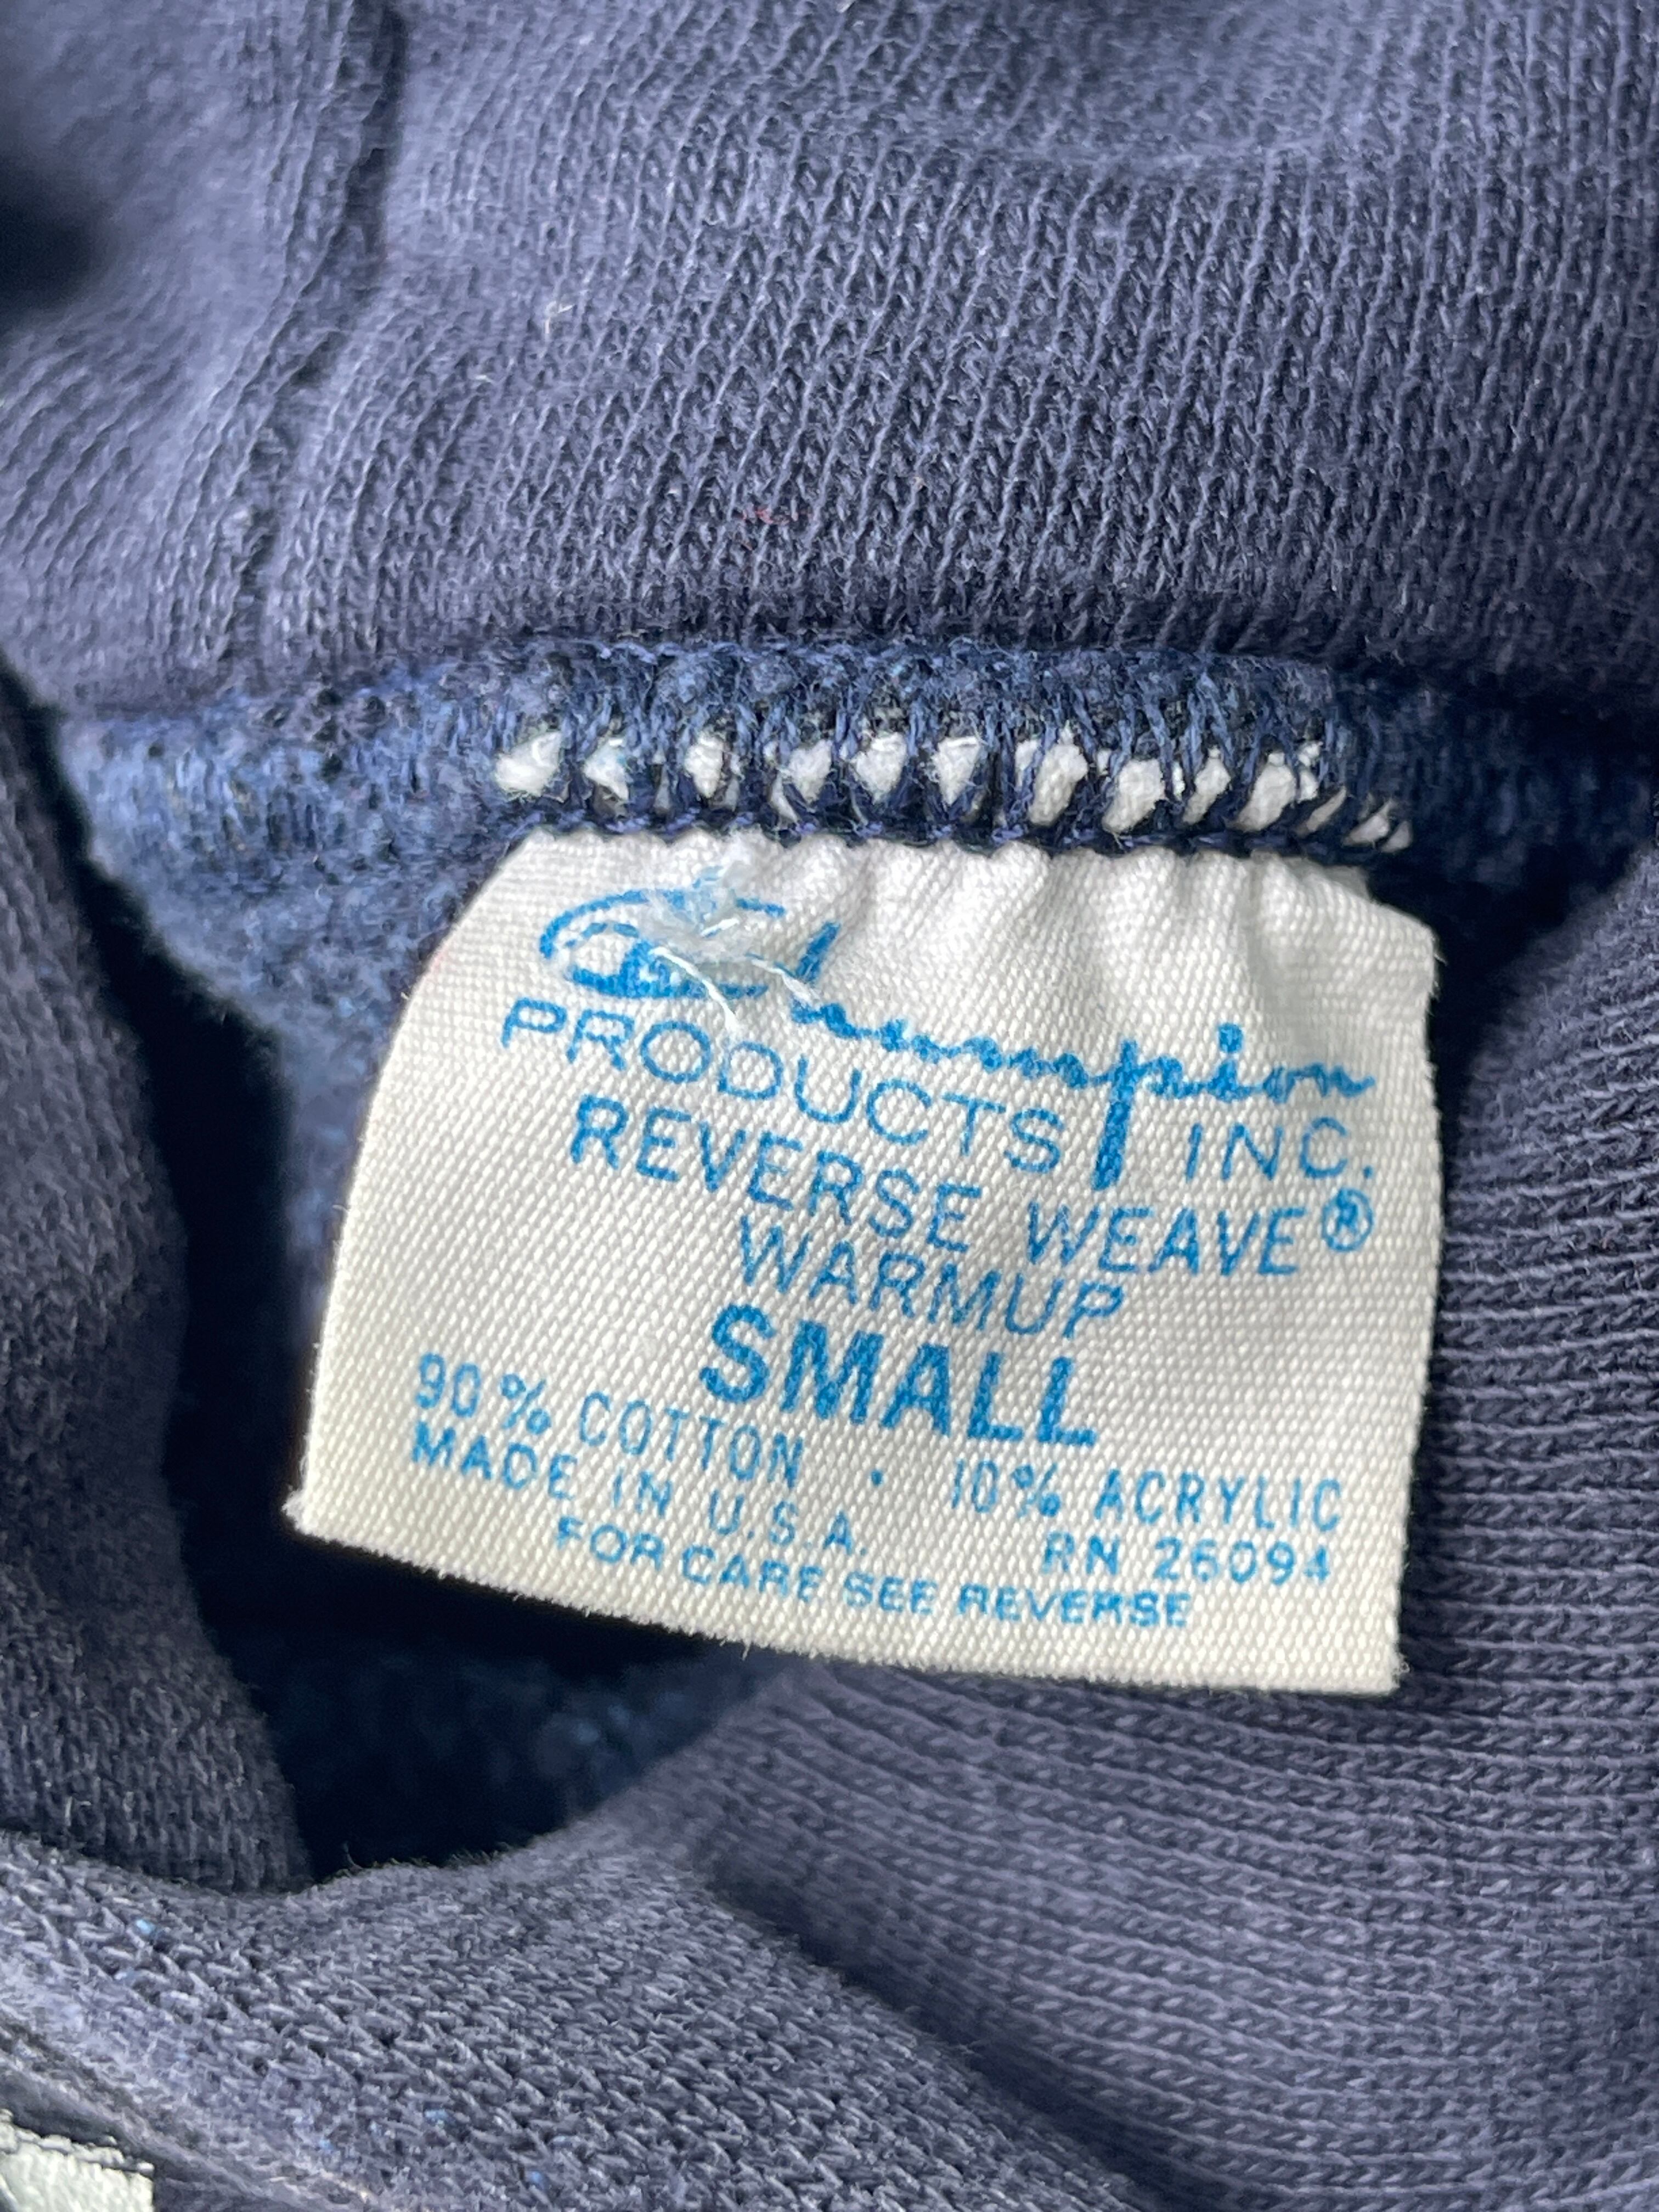 Champion
PRODUCTS INC.
REVERSE WEAVE®
WARMUP
SMALL
90% COTTON · 10% ACRYLIC
MADE IN U.S.A. RN 26094
FOR CARE SEE REVERSE